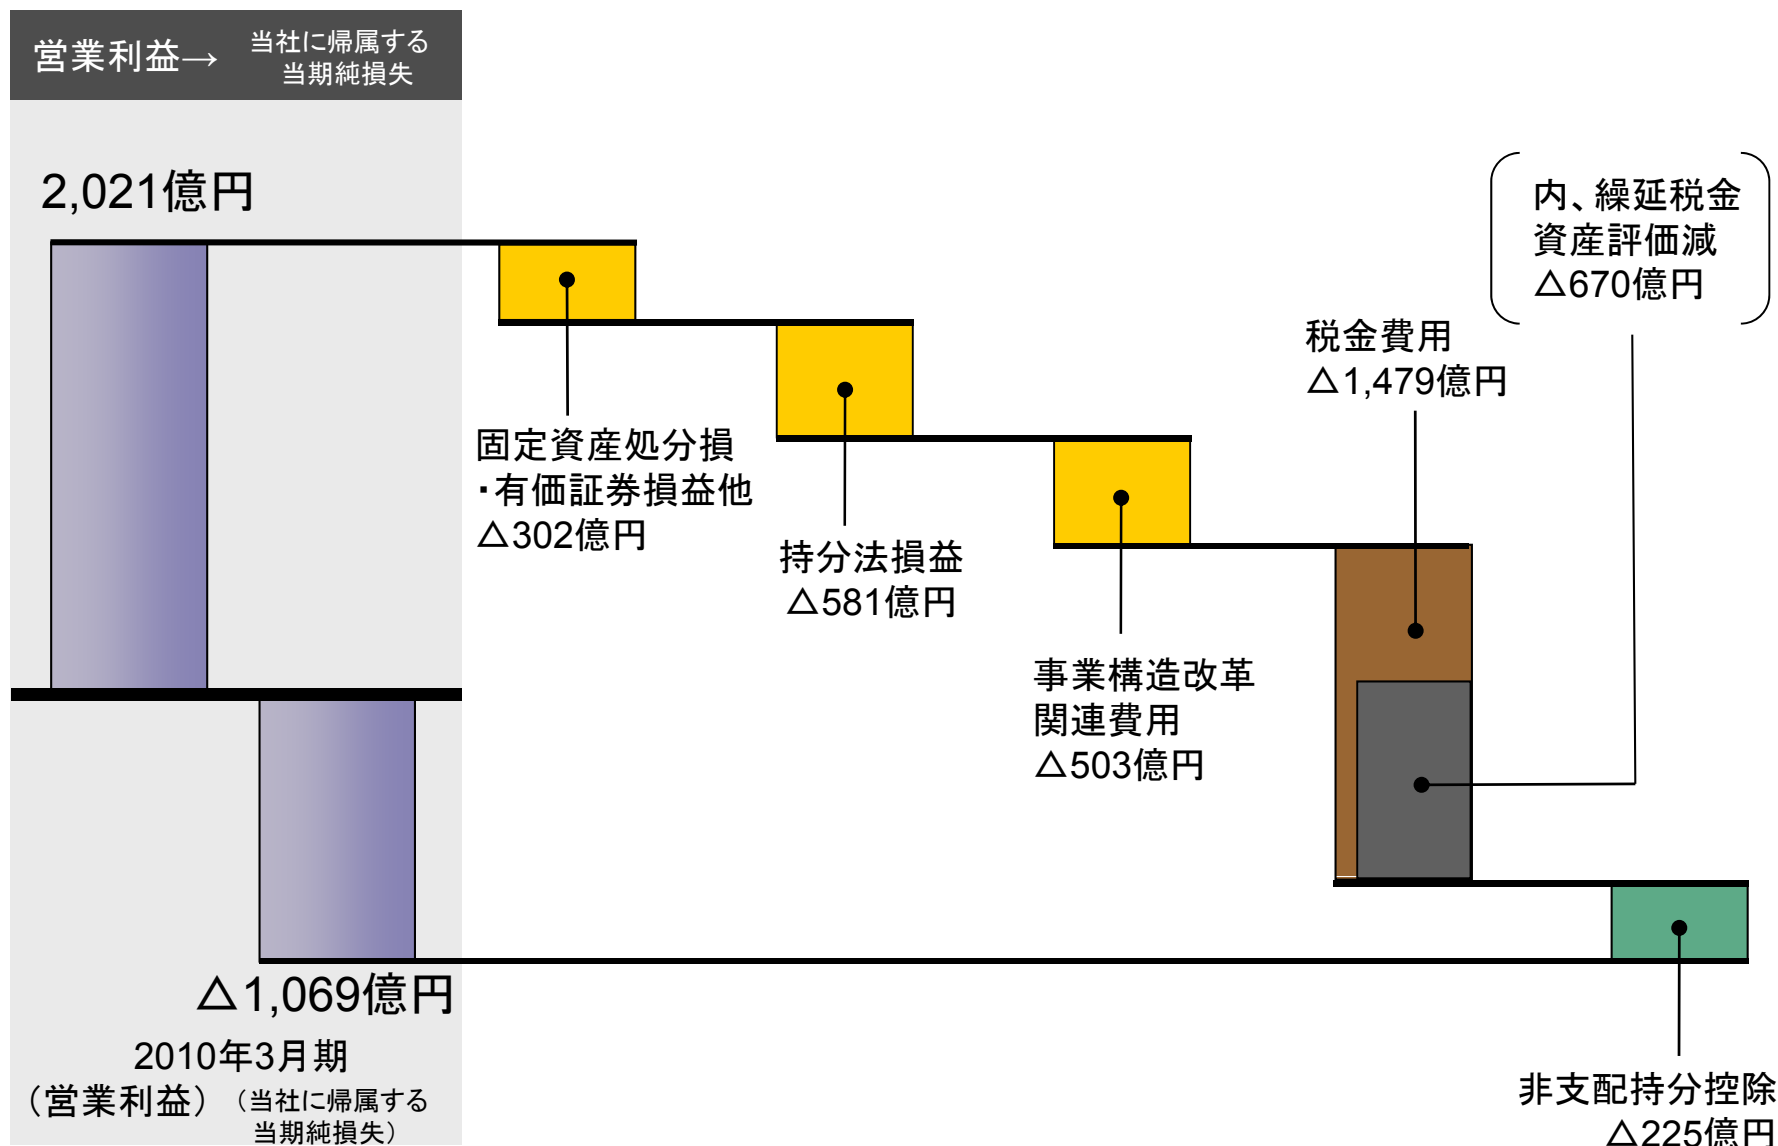 営業利益→
当社に帰属する
当期純損失
2,021億円
内、繰延税金
資産評価減
△670億円
税金費用
△1,479億円
固定資産処分損
・有価証券損益他
△302億円
持分法損益
△581億円
事業構造改革
関連費用
△503億円
△1,069億円
2010年3月期
（営業利益）
（当社に帰属する
当期純損失）
非支配持分控除
△225億円